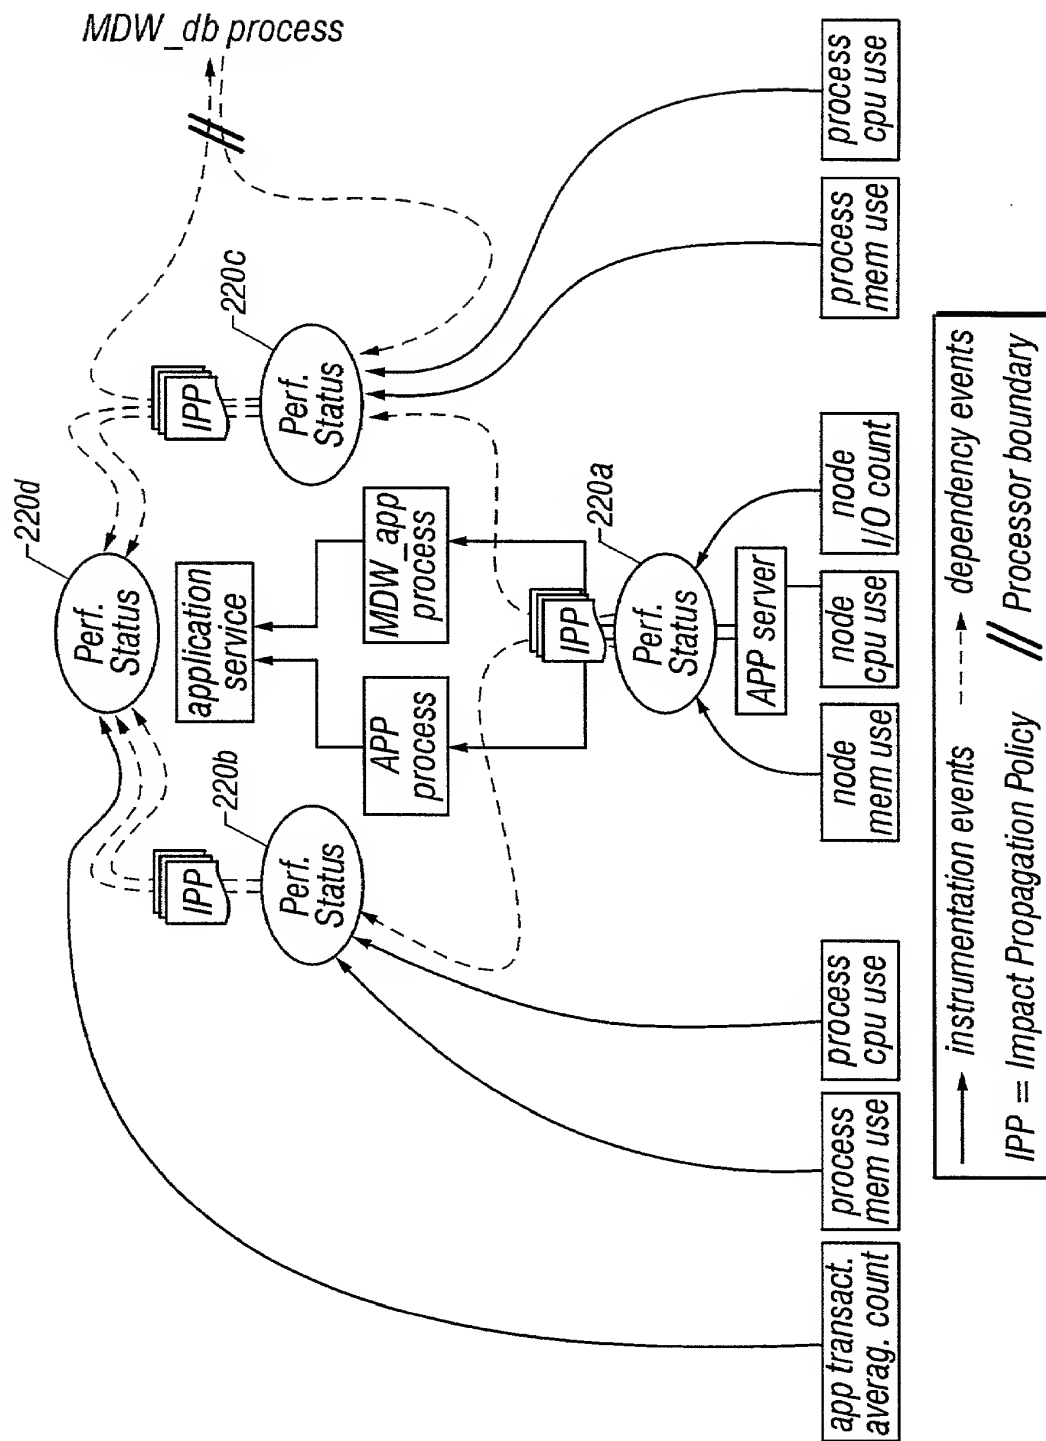 MDW_db process
220d
Perf.
Status
application
service
IPP
IPP
220b
220c
Perf.
Status
Perf.
Status
APP
process
MDW_app
process
IPP
220a
Perf.
Status
APP server
app transact.
averag. count
process
mem use
process
cpu use
node
mem use
node
cpu use
node
I/O count
process
mem use
process
cpu use
instrumentation events
dependency events
IPP = Impact Propagation Policy
// Processor boundary